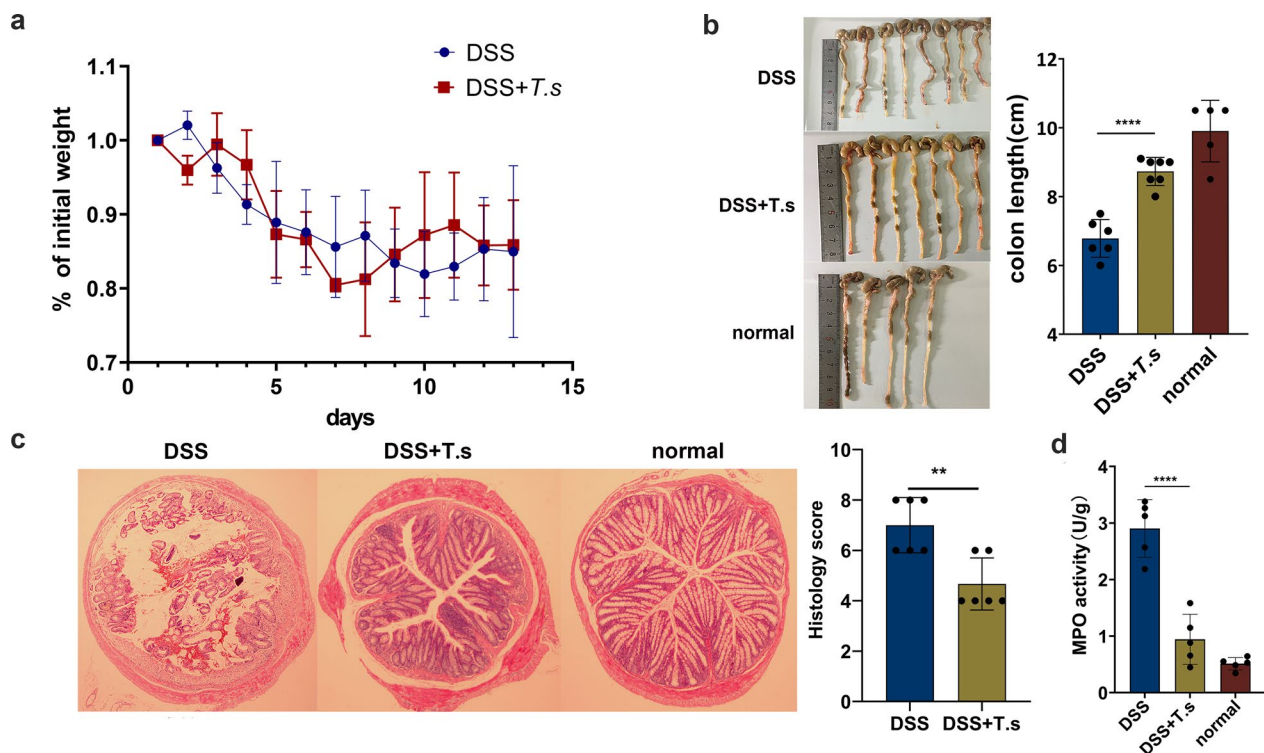 a
DSS
DSS+T.s
1.1
1.0
0.9
0.8
0.7
% of initial weight
0
5
10
15
days
b
DSS
DSS+T.s
normal
12
10
8
6
4
colon length(cm)
****
DSS
DSS+T.s
normal
c
DSS
DSS+T.s
normal
10
8
6
4
2
0
Histology score
**
DSS
DSS+T.s
d
4
3
2
1
0
MPO activity (U/g)
****
DSS
DSS+T.s
normal